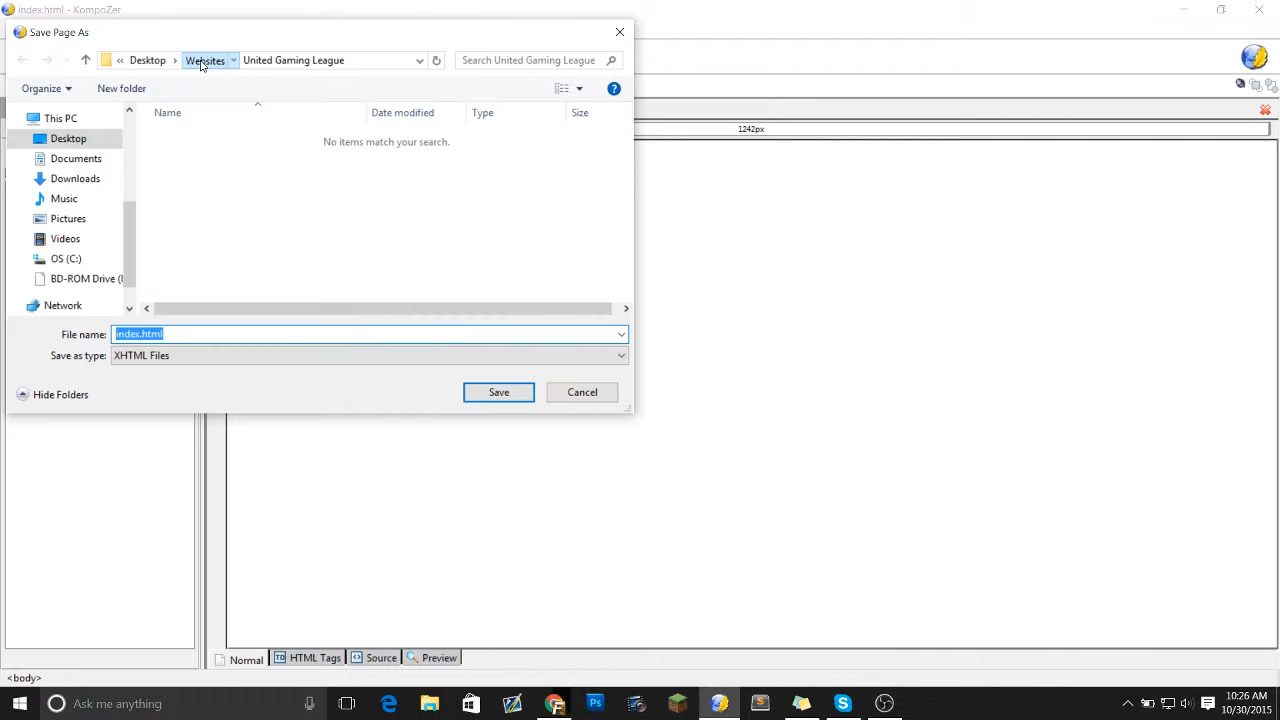 index.html - KompoZer
Save Page As
« Desktop Websites United Gaming League
Search United Gaming League
Organize
New folder
?
This PC
Desktop
Documents
Downloads
Music
Pictures
Videos
OS (C:)
BD-ROM Drive (
Network
Name Date modified Type Size
No items match your search.
File name: index.html
Save as type: XHTML Files
Hide Folders
Save
Cancel
1242px
Normal
TD HTML Tags
Source
Preview
<body>
Ask me anything
Ps
10:26 AM
10/30/2015